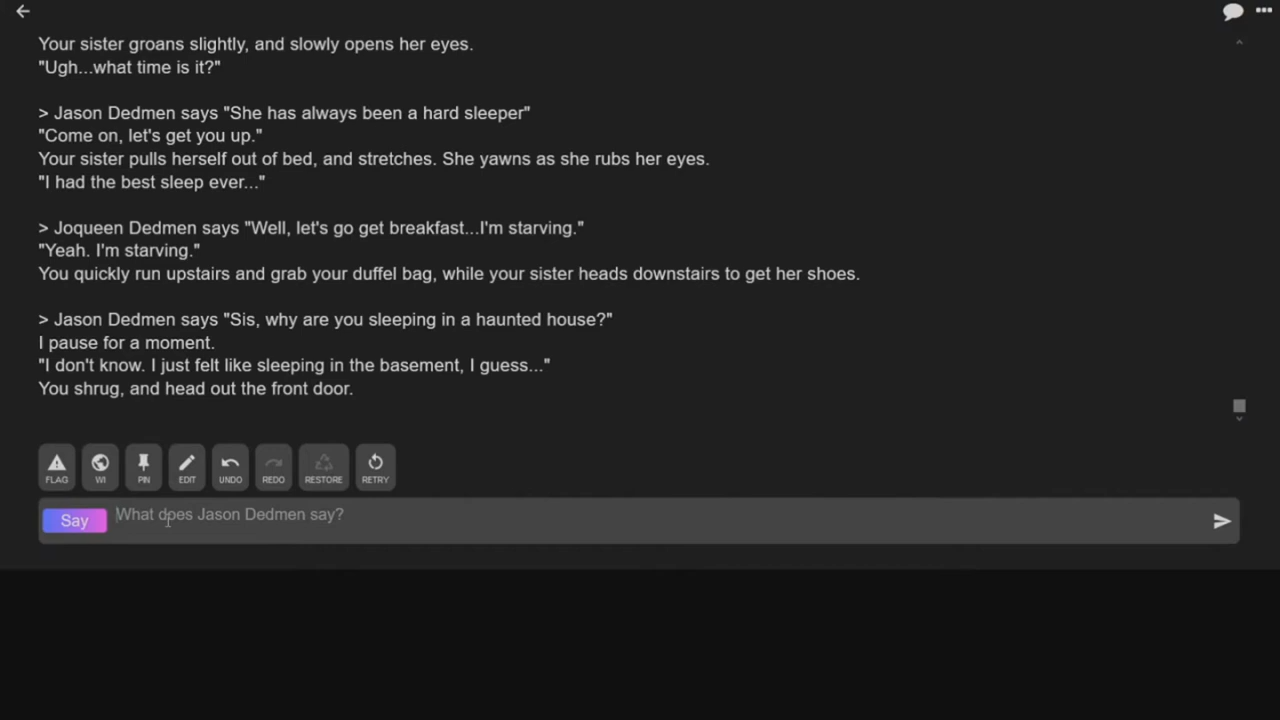 Your sister groans slightly, and slowly opens her eyes.
"Ugh...what time is it?"
> Jason Dedmen says "She has always been a hard sleeper"
"Come on, let's get you up."
Your sister pulls herself out of bed, and stretches. She yawns as she rubs her eyes.
"I had the best sleep ever..."
> Joqueen Dedmen says "Well, let's go get breakfast...I'm starving."
"Yeah. I'm starving."
You quickly run upstairs and grab your duffel bag, while your sister heads downstairs to get her shoes.
> Jason Dedmen says "Sis, why are you sleeping in a haunted house?"
I pause for a moment.
"I don't know. I just felt like sleeping in the basement, I guess..."
You shrug, and head out the front door.
FLAG WI PIN EDIT UNDO REDO RESTORE RETRY
Say What does Jason Dedmen say?